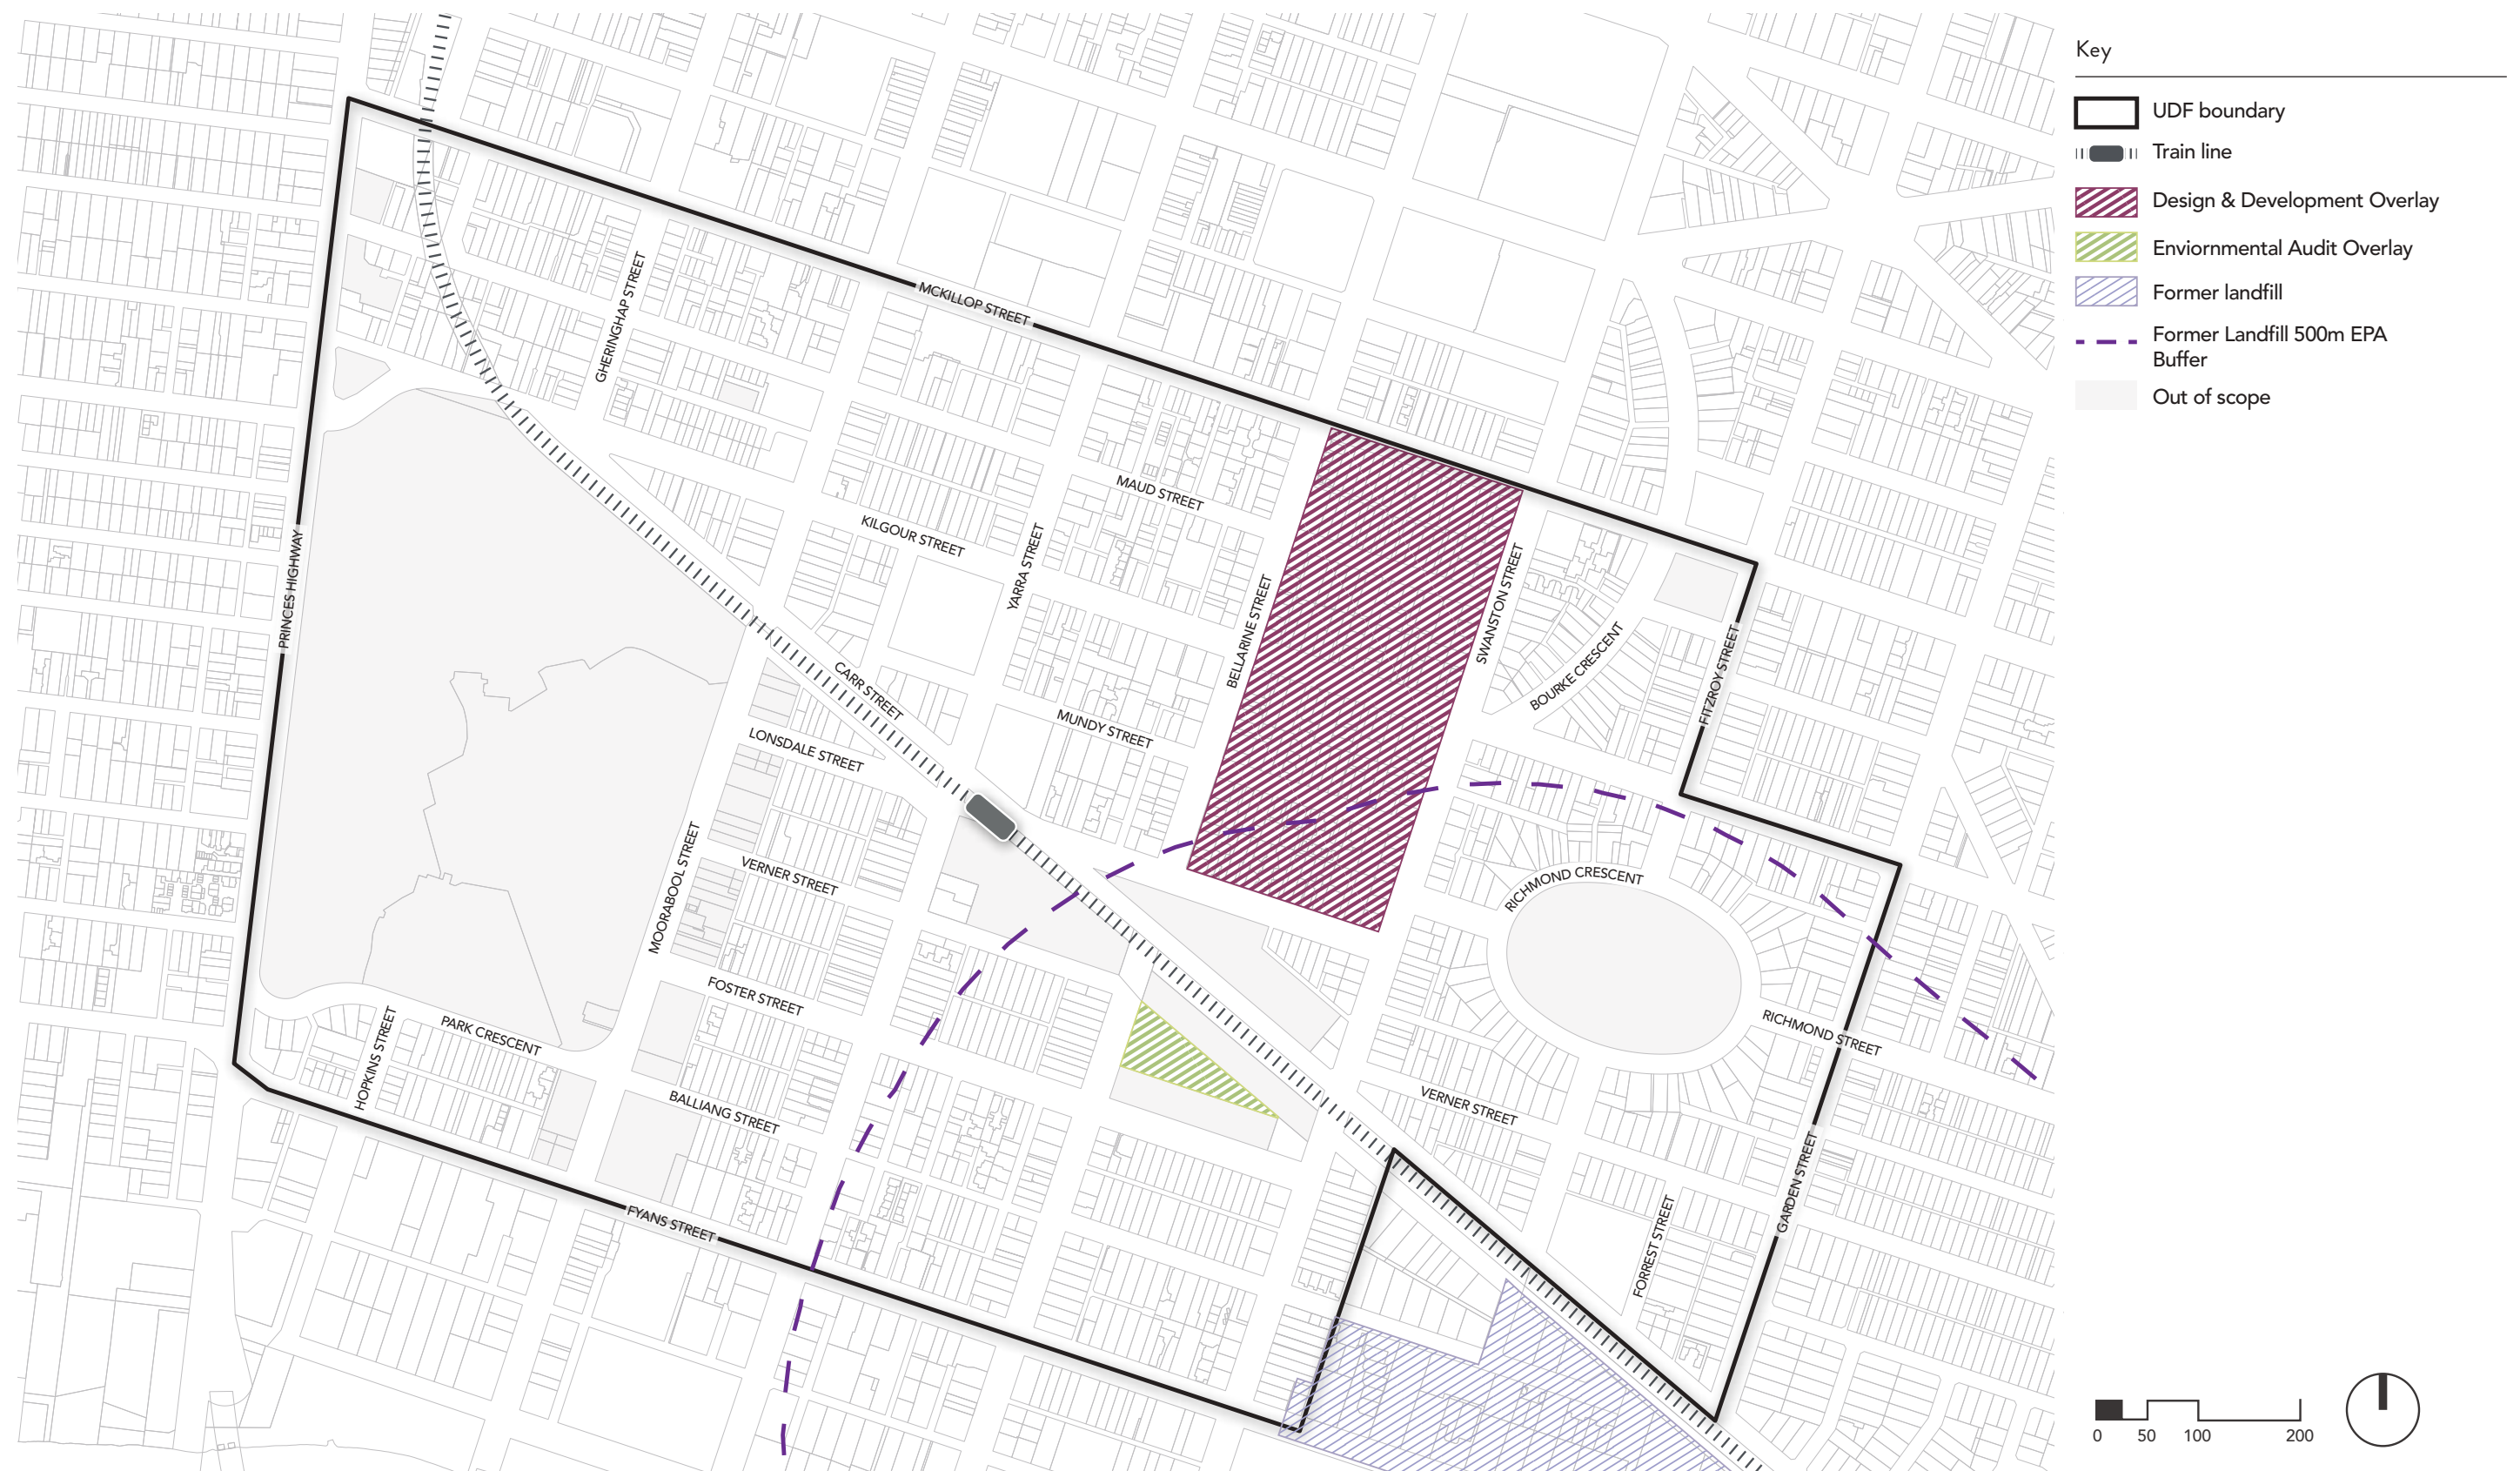 Key
UDF boundary
Train line
Design & Development Overlay
Enviornmental Audit Overlay
Former landfill
Former Landfill 500m EPA
Buffer
Out of scope
GHERINGHAP STREET
MCKILLOP STREET
MAUD STREET
KILGOUR STREET
YARRA STREET
PRINCES HIGHWAY
BELLARINE STREET
SWANSTON STREET
BOURKE CRESCENT
FITZROY STREET
CARR STREET
MUNDY STREET
LONSDALE STREET
MOORABOOL STREET
VERNER STREET
RICHMOND CRESCENT
FOSTER STREET
PARK CRESCENT
HOPKINS STREET
RICHMOND STREET
BALLIANG STREET
VERNER STREET
GARDEN STREET
FORREST STREET
FYANS STREET
0 50 100 200